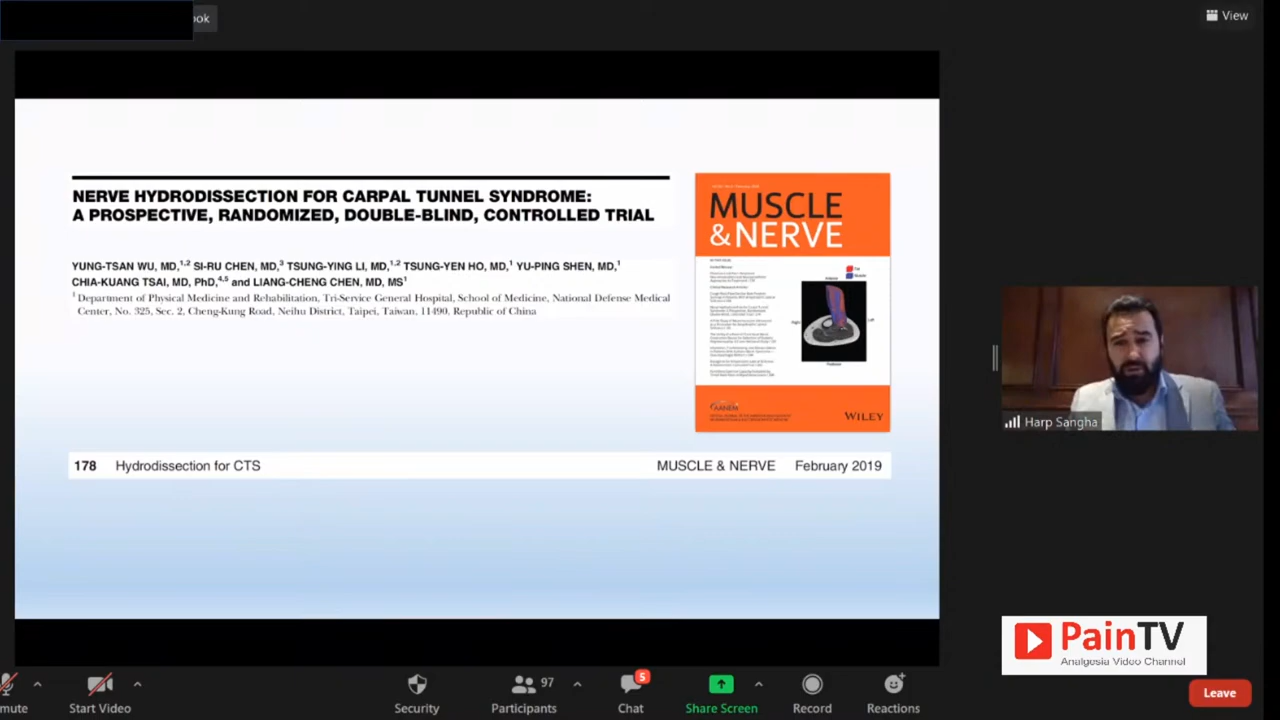 ook
View
NERVE HYDRODISSECTION FOR CARPAL TUNNEL SYNDROME:
A PROSPECTIVE, RANDOMIZED, DOUBLE-BLIND, CONTROLLED TRIAL
YUNG-TSAN WU, MD,1,2 SI-RU CHEN, MD,3 TSUNG-YING LI, MD,1,2 TSUNG-YEN HO, MD,1 YU-PING SHEN, MD,1
CHIA-KUANG TSAI, MD, PhD,4,5 and LIANG-CHENG CHEN, MD, MS1
1 Department of Physical Medicine and Rehabilitation, Tri-Service General Hospital, School of Medicine, National Defense Medical
Center, No. 325, Sec. 2, Cheng-Kung Road, Neihu District, Taipei, Taiwan, 11490, Republic of China
MUSCLE
&NERVE
AANEM
WILEY
178 Hydrodissection for CTS MUSCLE & NERVE February 2019
Harp Sangha
PainTV
Analgesia Video Channel
97
5
mute
Start Video
Security
Participants
Chat
Share Screen
Record
Reactions
Leave